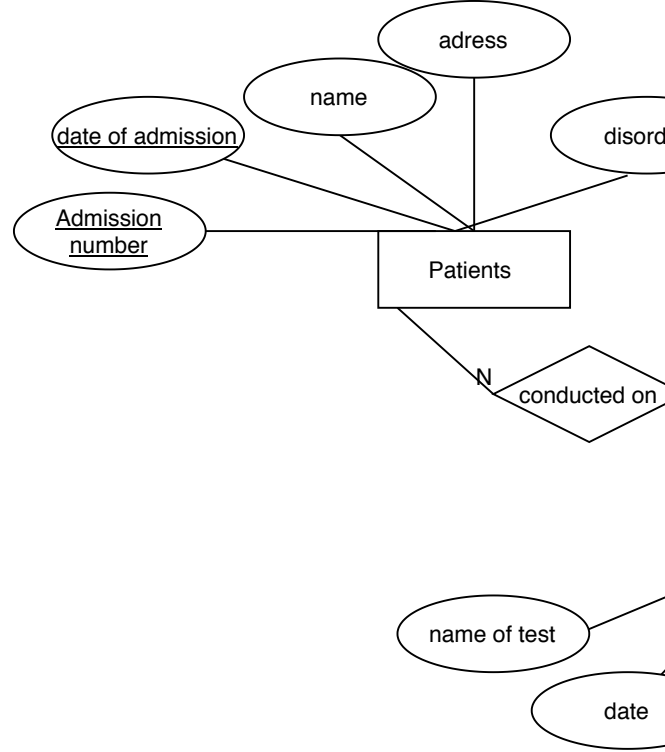 adress
name
date of admission
disord
Admission
number
Patients
N
conducted on
name of test
date